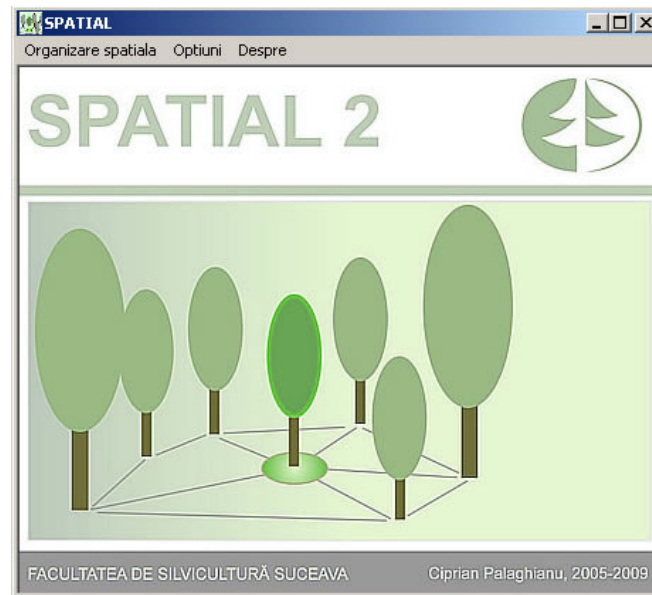 SPATIAL
Organizare spatiala Optiuni Despre
SPATIAL 2
FACULTATEA DE SILVICULTURĂ SUCEAVA Ciprian Palaghianu, 2005-2009